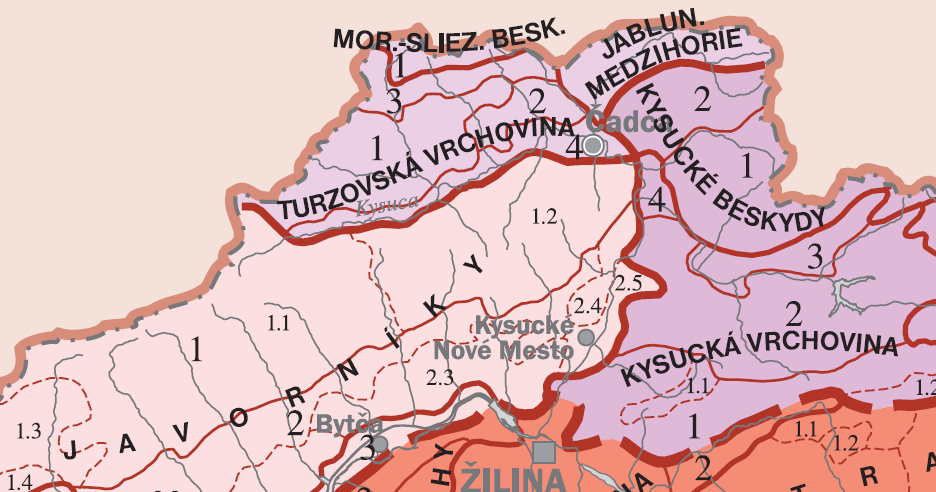 MOR.-SLIEZ. BESK.
JABLUN.
MEDZIHORIE
1
3
2
2
Čadca
1
TURZOVSKÁ VRCHOVINA
4
KYSUCKÉ BESKYDY
1
Kysuca
4
1.2
3
J A V O R N Í K Y
2.5
2.4
2
1.1
Kysucké
Nové Mesto
1
KYSUCKÁ VRCHOVINA
2.3
1.1
1.2
2
Bytča
1.3
3
1
1.1
1.2
2
1.4
HY
ŽILINA
NA
T R A